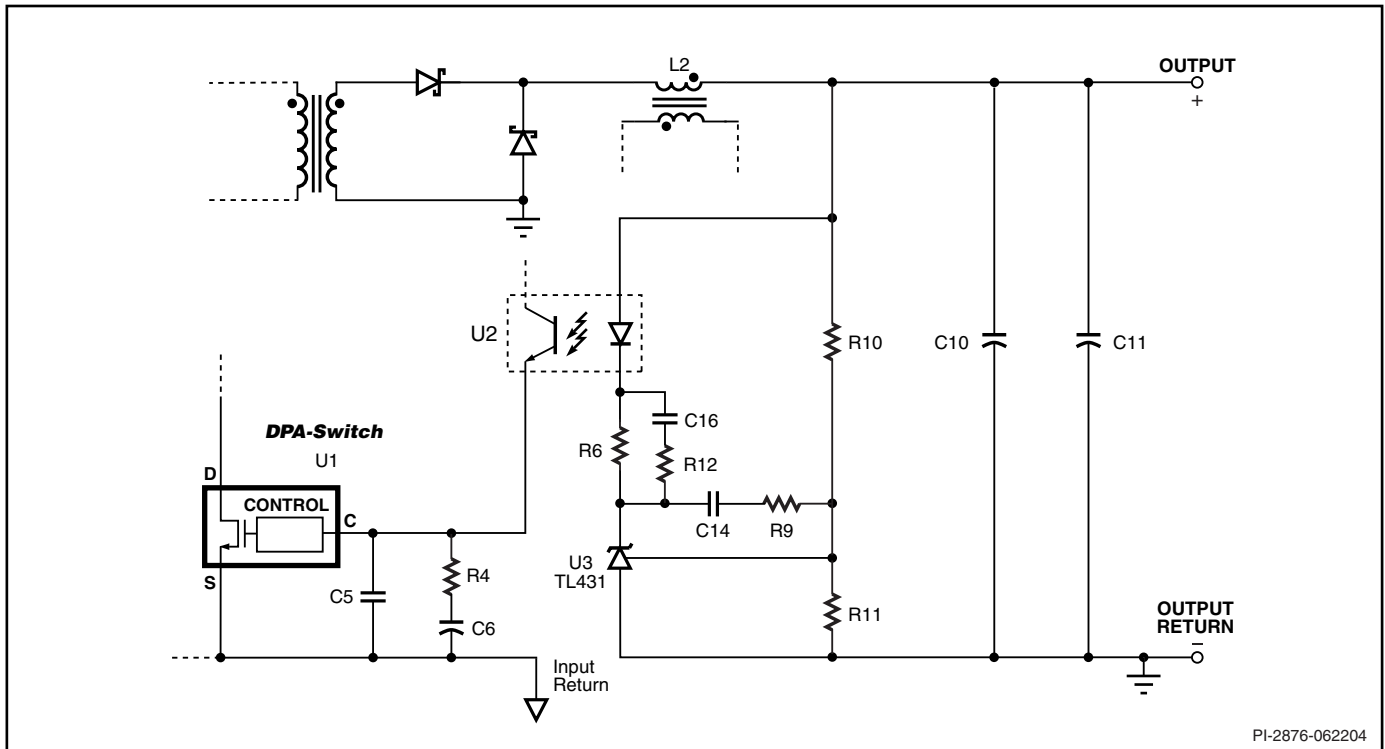 L2
OUTPUT
+
U2
R10
C10
C11
C16
R6
R12
DPA-Switch
U1
D
CONTROL
C
C14
R9
S
U3
TL431
R4
C5
C6
R11
OUTPUT
RETURN
–
Input
Return
PI-2876-062204